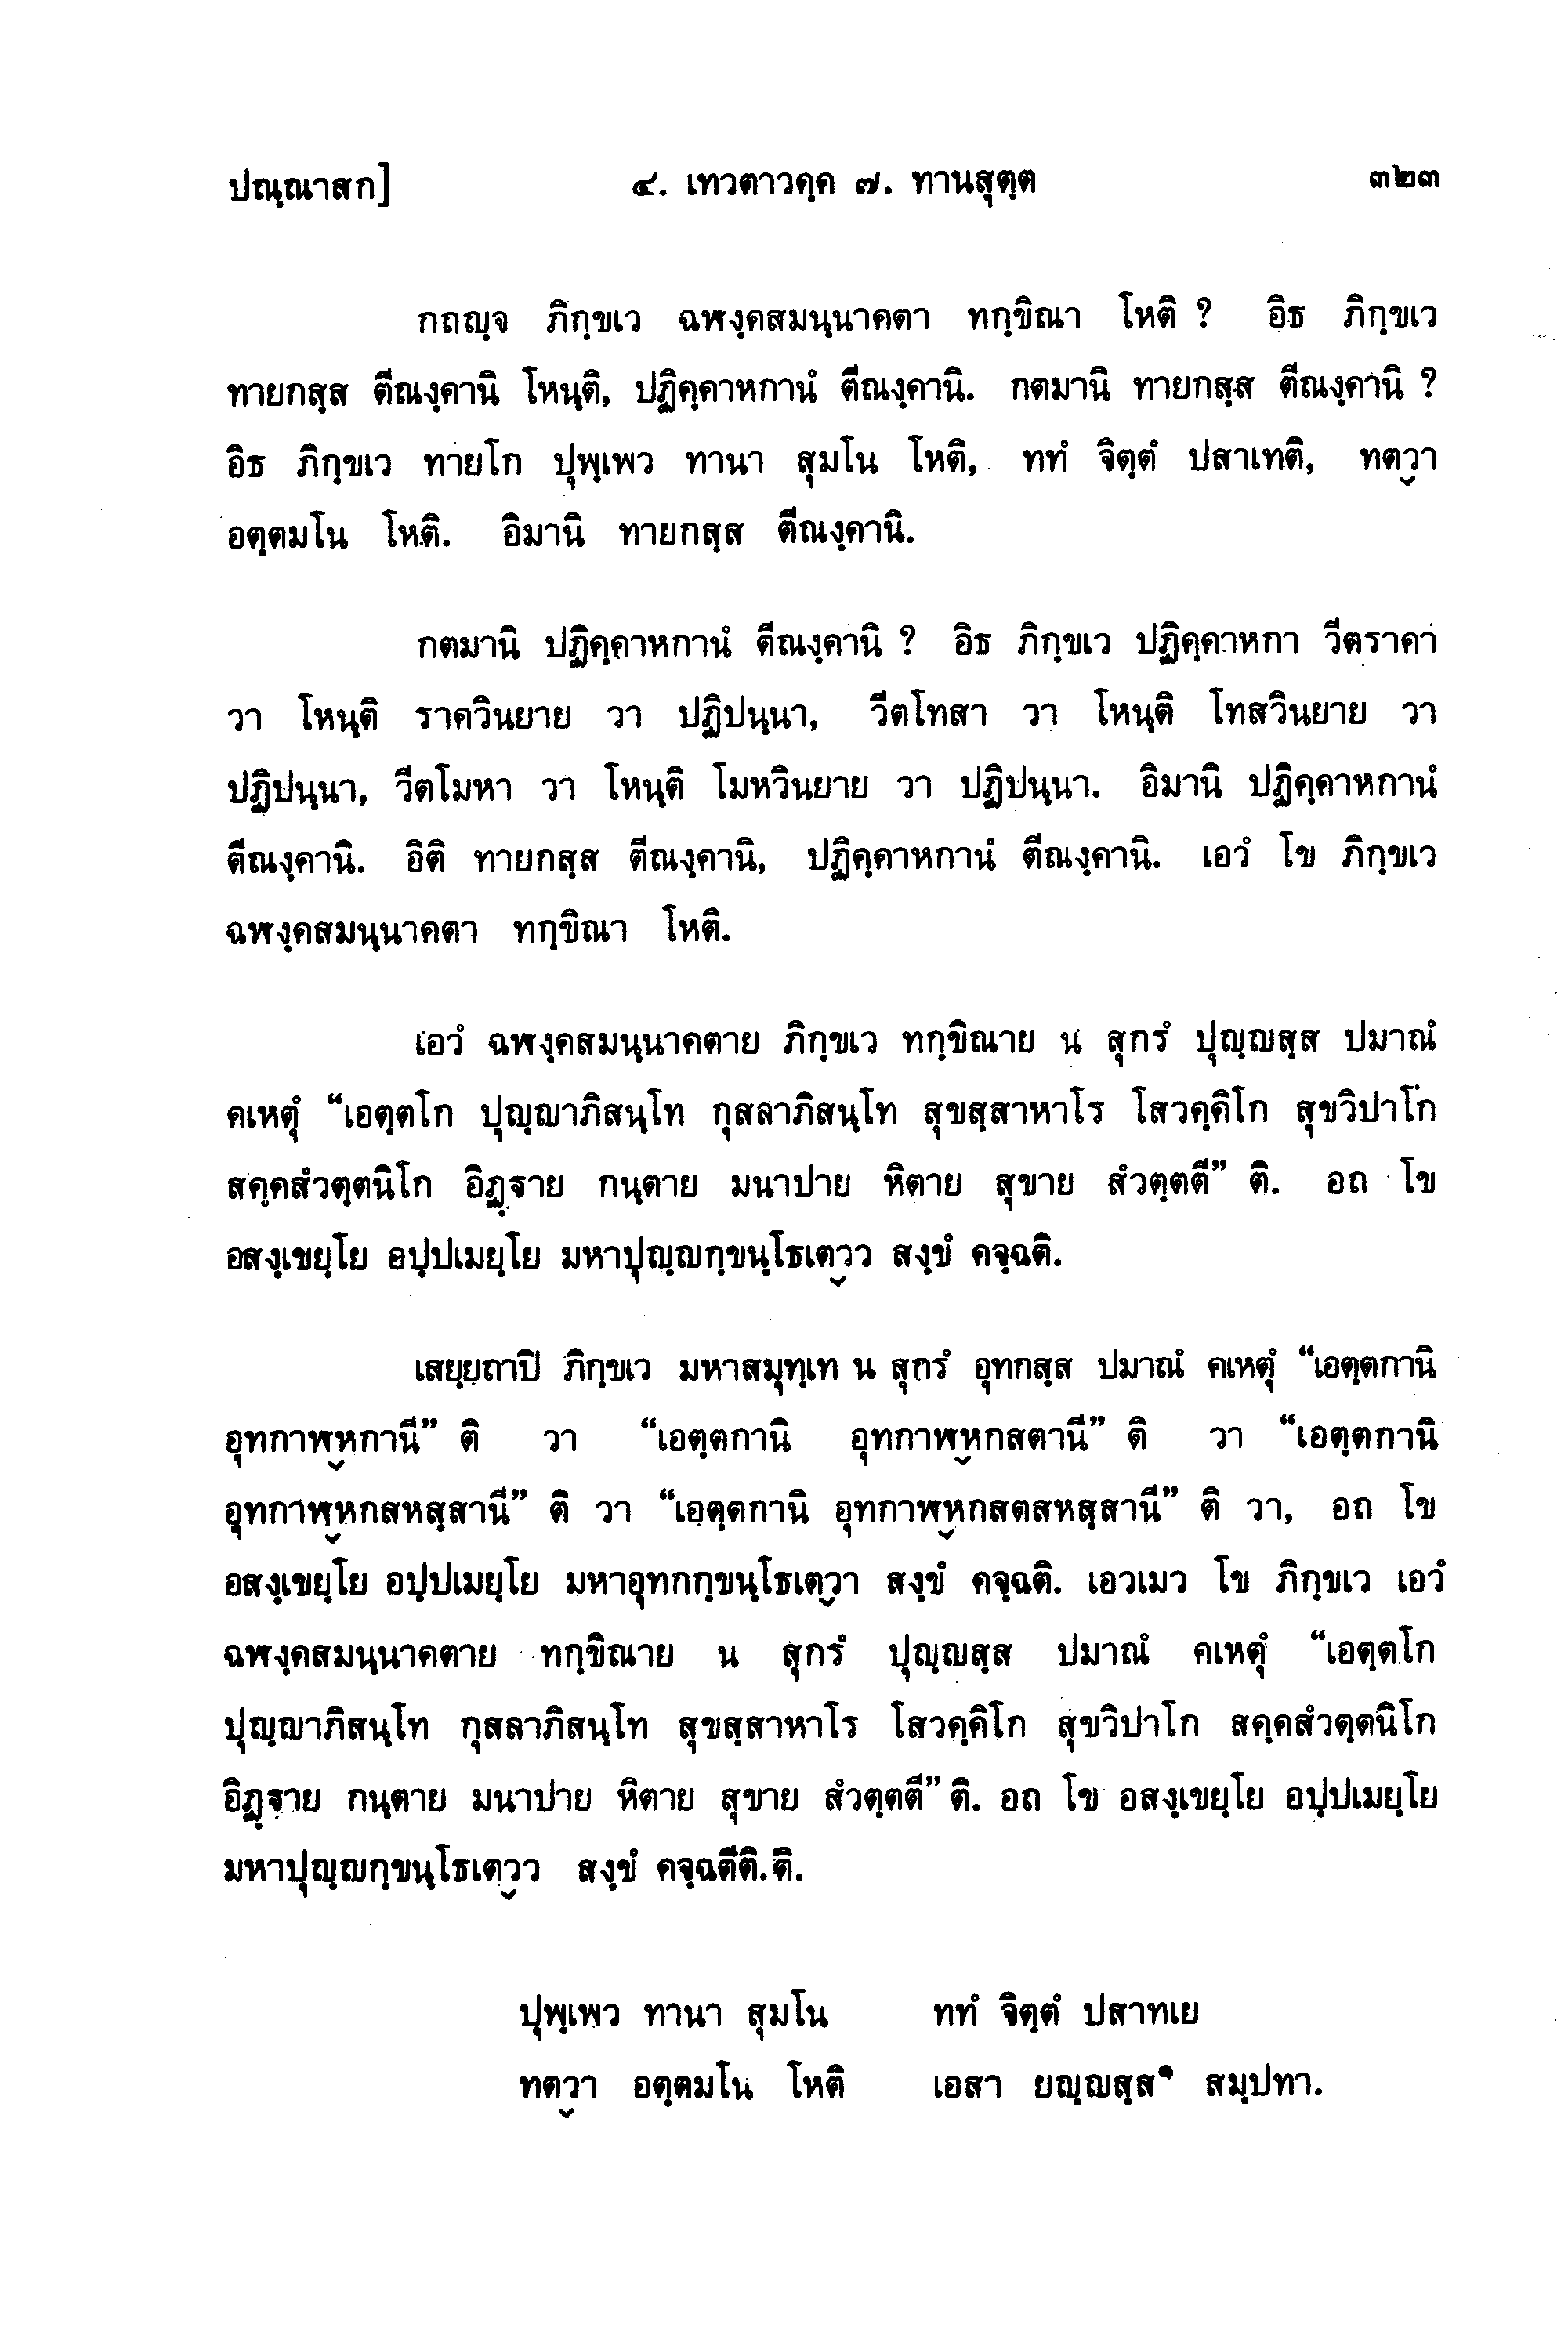 ปณฺณาสก]
๔. เทวตาวคฺค ๗. ทานสุตฺต
๓๒๓
กถญฺจ ภิกฺขเว ฉฬงฺคสมนฺนาคตา ทกฺขิณา โหติ ? อิธ ภิกฺขเว
ทายกสฺส ตีณงฺคานิ โหนฺติ, ปฏิคฺคาหกานํ ตีณงฺคานิ. กตมานิ ทายกสฺส ตีณงฺคานิ ?
อิธ ภิกฺขเว ทายโก ปุพฺเพว ทานา สุมโน โหติ, ททํ จิตฺตํ ปสาเทติ, ทตฺวา
อตฺตมโน โหติ. อิมานิ ทายกสฺส ตีณงฺคานิ.
กตมานิ ปฏิคฺคาหกานํ ตีณงฺคานิ ? อิธ ภิกฺขเว ปฏิคฺคาหกา วีตราคา
วา โหนฺติ ราควินยาย วา ปฏิปนฺนา, วีตโทสา วา โหนฺติ โทสวินยาย วา
ปฏิปนฺนา, วีตโมหา วา โหนฺติ โมหวินยาย วา ปฏิปนฺนา. อิมานิ ปฏิคฺคาหกานํ
ตีณงฺคานิ. อิติ ทายกสฺส ตีณงฺคานิ, ปฏิคฺคาหกานํ ตีณงฺคานิ. เอวํ โข ภิกฺขเว
ฉฬงฺคสมนฺนาคตา ทกฺขิณา โหติ.
เอวํ ฉฬงฺคสมนฺนาคตาย ภิกฺขเว ทกฺขิณาย น สุกรํ ปุญฺญสฺส ปมาณํ
คเหตุํ “เอตฺตโก ปุญฺญาภิสนฺโท กุสลาภิสนฺโท สุขสฺสาหาโร โสวคฺคิโก สุขวิปาโก
สคฺคสํวตฺตนิโก อิฏฺฐาย กนฺตาย มนาปาย หิตาย สุขาย สํวตฺตตี” ติ. อถ โข
อสงฺเขยฺโย อปฺปเมยฺโย มหาปุญฺญกฺขนฺโธเตฺวว สงฺขํ คจฺฉติ.
เสยฺยถาปิ ภิกฺขเว มหาสมุทฺเท น สุกรํ อุทกสฺส ปมาณํ คเหตุํ “เอตฺตกานิ
อุทกาฬฺหกานี” ติ วา “เอตฺตกานิ อุทกาฬฺหกสตานี” ติ วา “เอตฺตกานิ
อุทกาฬฺหกสหสฺสานี” ติ วา “เอตฺตกานิ อุทกาฬฺหกสตสหสฺสานี” ติ วา, อถ โข
อสงฺเขยฺโย อปฺปเมยฺโย มหาอุทกกฺขนฺโธเตฺวา สงฺขํ คจฺฉติ. เอวเมว โข ภิกฺขเว เอวํ
ฉฬงฺคสมนฺนาคตาย ทกฺขิณาย น สุกรํ ปุญฺญสฺส ปมาณํ คเหตุํ “เอตฺตโก
ปุญฺญาภิสนฺโท กุสลาภิสนฺโท สุขสฺสาหาโร โสวคฺคิโก สุขวิปาโก สคฺคสํวตฺตนิโก
อิฏฺฐาย กนฺตาย มนาปาย หิตาย สุขาย สํวตฺตตี” ติ. อถ โข อสงฺเขยฺโย อปฺปเมยฺโย
มหาปุญฺญกฺขนฺโธเตฺวว สงฺขํ คจฺฉตีติ.ติ.
ปุพฺเพว ทานา สุมโน ททํ จิตฺตํ ปสาทเย
ทตฺวา อตฺตมโน โหติ เอสา ยญฺญสฺส๑ สมฺปทา.